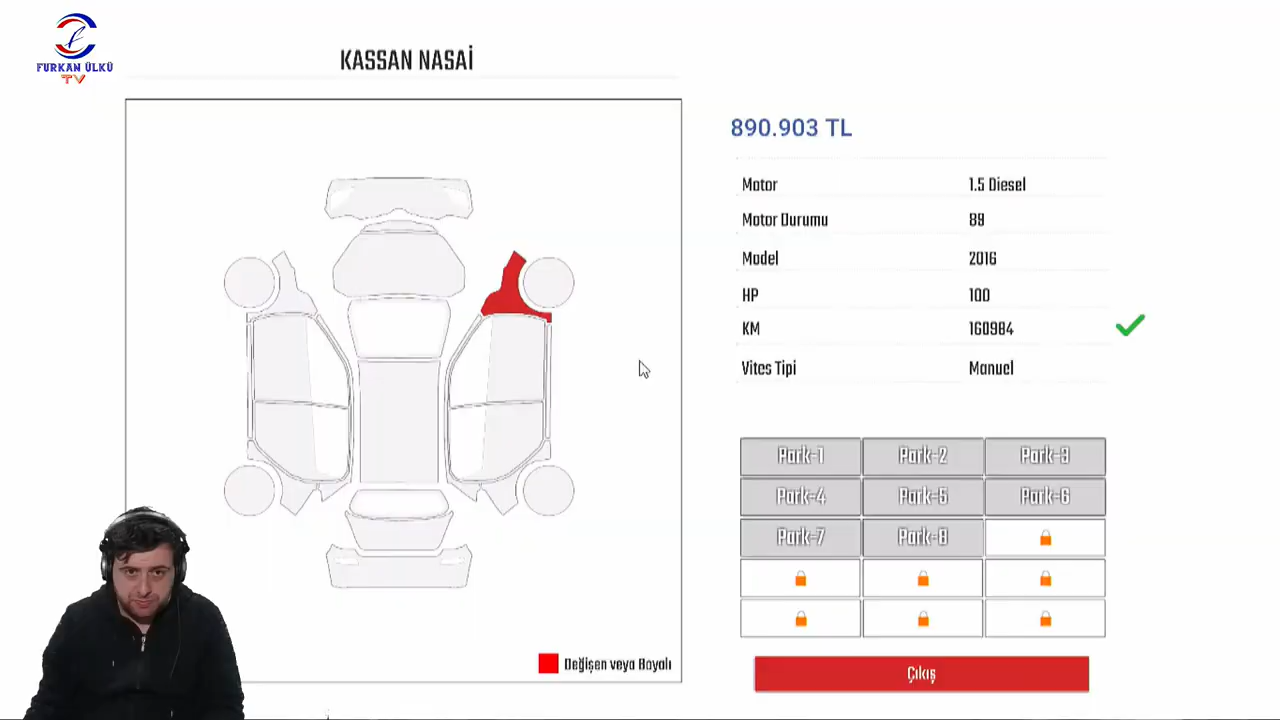 FURKAN ÜLKÜ
TV
KASSAN NASAİ
890.903 TL
Motor 1.5 Diesel
Motor Durumu 89
Model 2016
HP 100
KM 160984
Vites Tipi Manuel
Park-1 Park-2 Park-3
Park-4 Park-5 Park-6
Park-7 Park-8
Değişen veya Boyalı
Çıkış